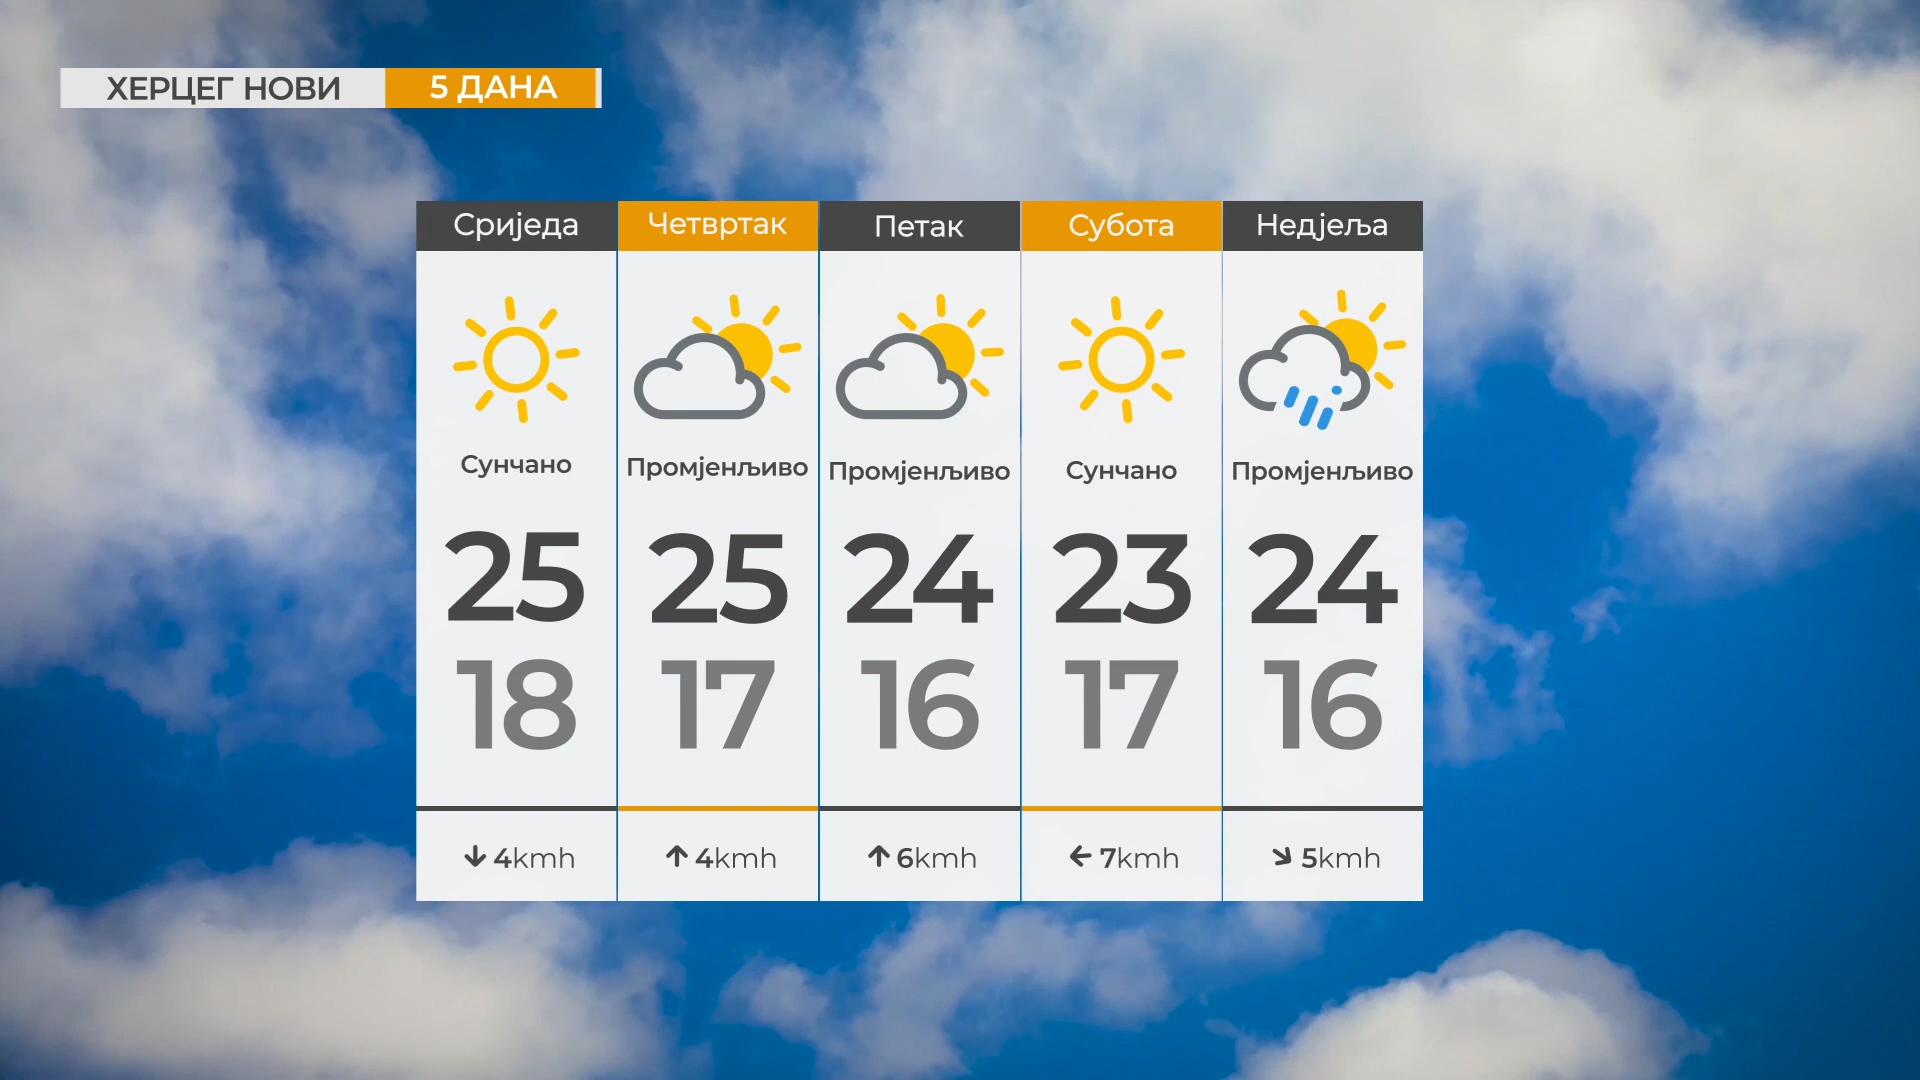 ХЕРЦЕГ НОВИ 5 ДАНА
Сриједа Четвртак Петак Субота Недјеља
Сунчано Промјенљиво Промјенљиво Сунчано Промјенљиво
25 25 24 23 24
18 17 16 17 16
4kmh 4kmh 6kmh 7kmh 5kmh